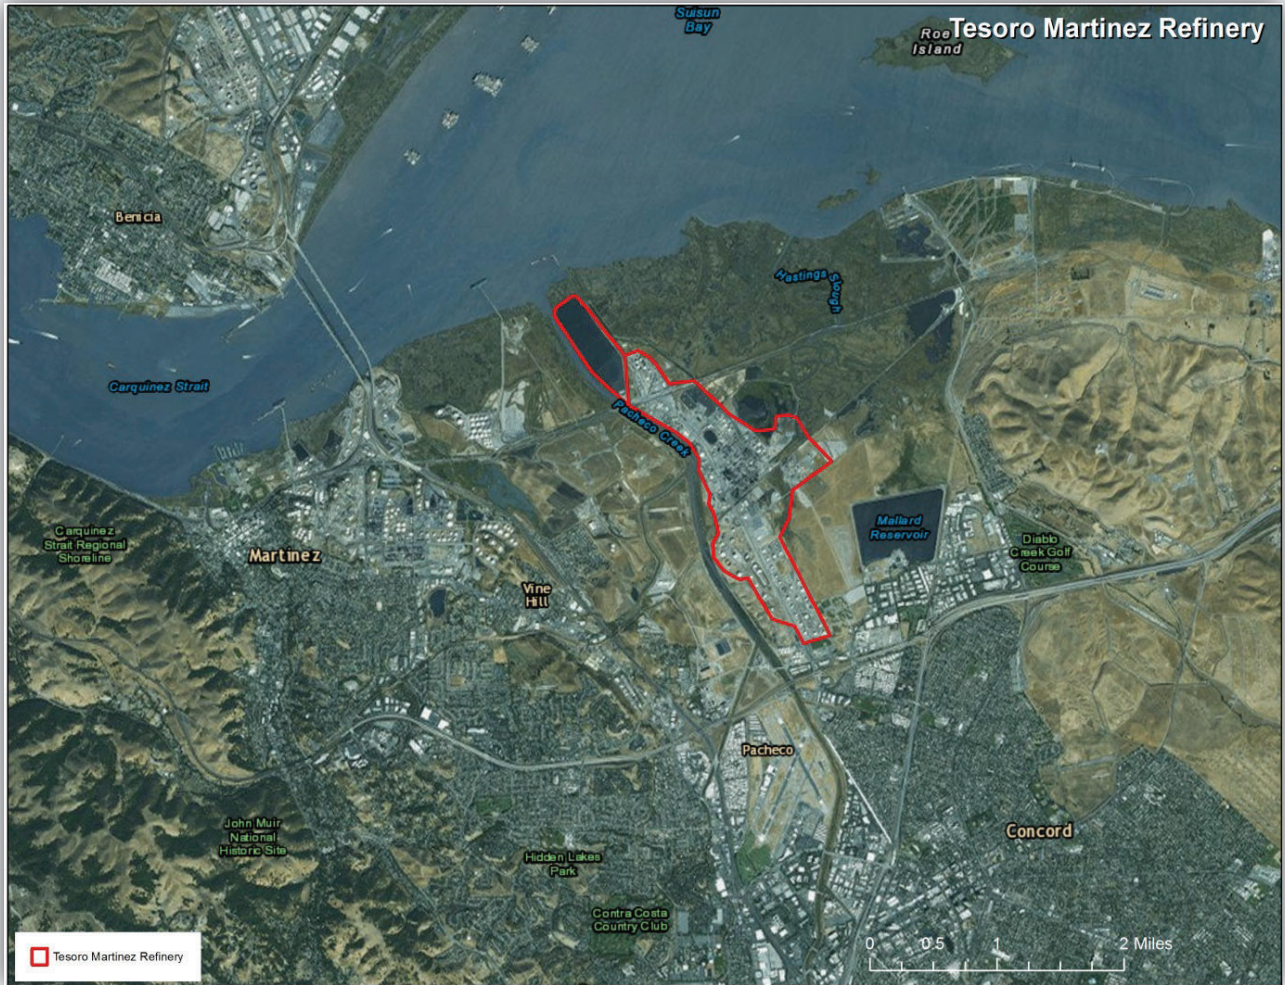 Suisun
Bay
Roe
Island
Tesoro Martinez Refinery
Benicia
Hastings
Slough
Carquinez Strait
Pacheco Creek
Mallard
Reservoir
Carquinez
Strait Regional
Shoreline
Martinez
Diablo
Creek Golf
Course
Vine
Hill
Pacheco
John Muir
National
Historic Site
Concord
Hidden Lakes
Park
Contra Costa
Country Club
Tesoro Martinez Refinery
0 0.5 1 2 Miles